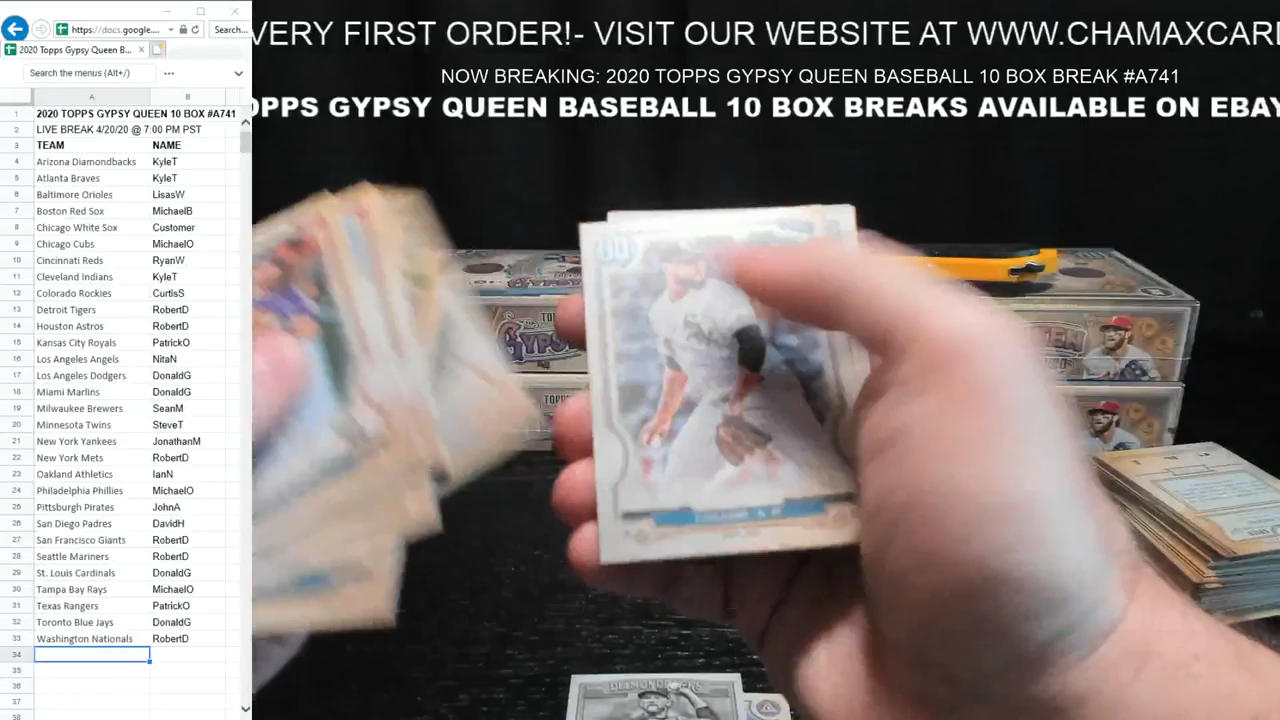 https://docs.google...
Search...
2020 Topps Gypsy Queen B...
Search the menus (Alt+/)
A B
1 2020 TOPPS GYPSY QUEEN 10 BOX #A741
2 LIVE BREAK 4/20/20 @ 7:00 PM PST
3 TEAM NAME
4 Arizona Diamondbacks KyleT
5 Atlanta Braves KyleT
6 Baltimore Orioles LisasW
7 Boston Red Sox MichaelB
8 Chicago White Sox Customer
9 Chicago Cubs MichaelO
10 Cincinnati Reds RyanW
11 Cleveland Indians KyleT
12 Colorado Rockies CurtisS
13 Detroit Tigers RobertD
14 Houston Astros RobertD
15 Kansas City Royals PatrickO
16 Los Angeles Angels NitaN
17 Los Angeles Dodgers DonaldG
18 Miami Marlins DonaldG
19 Milwaukee Brewers SeanM
20 Minnesota Twins SteveT
21 New York Yankees JonathanM
22 New York Mets RobertD
23 Oakland Athletics IanN
24 Philadelphia Phillies MichaelO
25 Pittsburgh Pirates JohnA
26 San Diego Padres DavidH
27 San Francisco Giants RobertD
28 Seattle Mariners RobertD
29 St. Louis Cardinals DonaldG
30 Tampa Bay Rays MichaelO
31 Texas Rangers PatrickO
32 Toronto Blue Jays DonaldG
33 Washington Nationals RobertD
34
35
36
37
38
VERY FIRST ORDER!- VISIT OUR WEBSITE AT WWW.CHAMAXCAR
NOW BREAKING: 2020 TOPPS GYPSY QUEEN BASEBALL 10 BOX BREAK #A741
OPPS GYPSY QUEEN BASEBALL 10 BOX BREAKS AVAILABLE ON EBAY